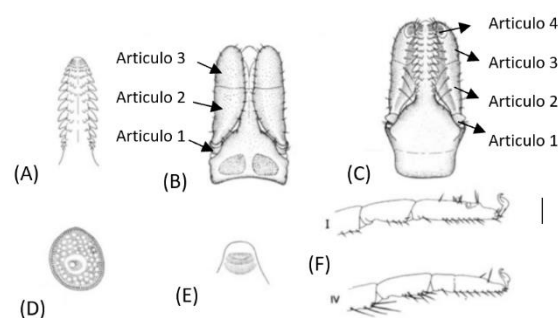 Articulo 4
Articulo 3
Articulo 3
Articulo 2
Articulo 2
Articulo 1
Articulo 1
(A)
(B)
(C)
I
(D)
(E)
(F)
IV